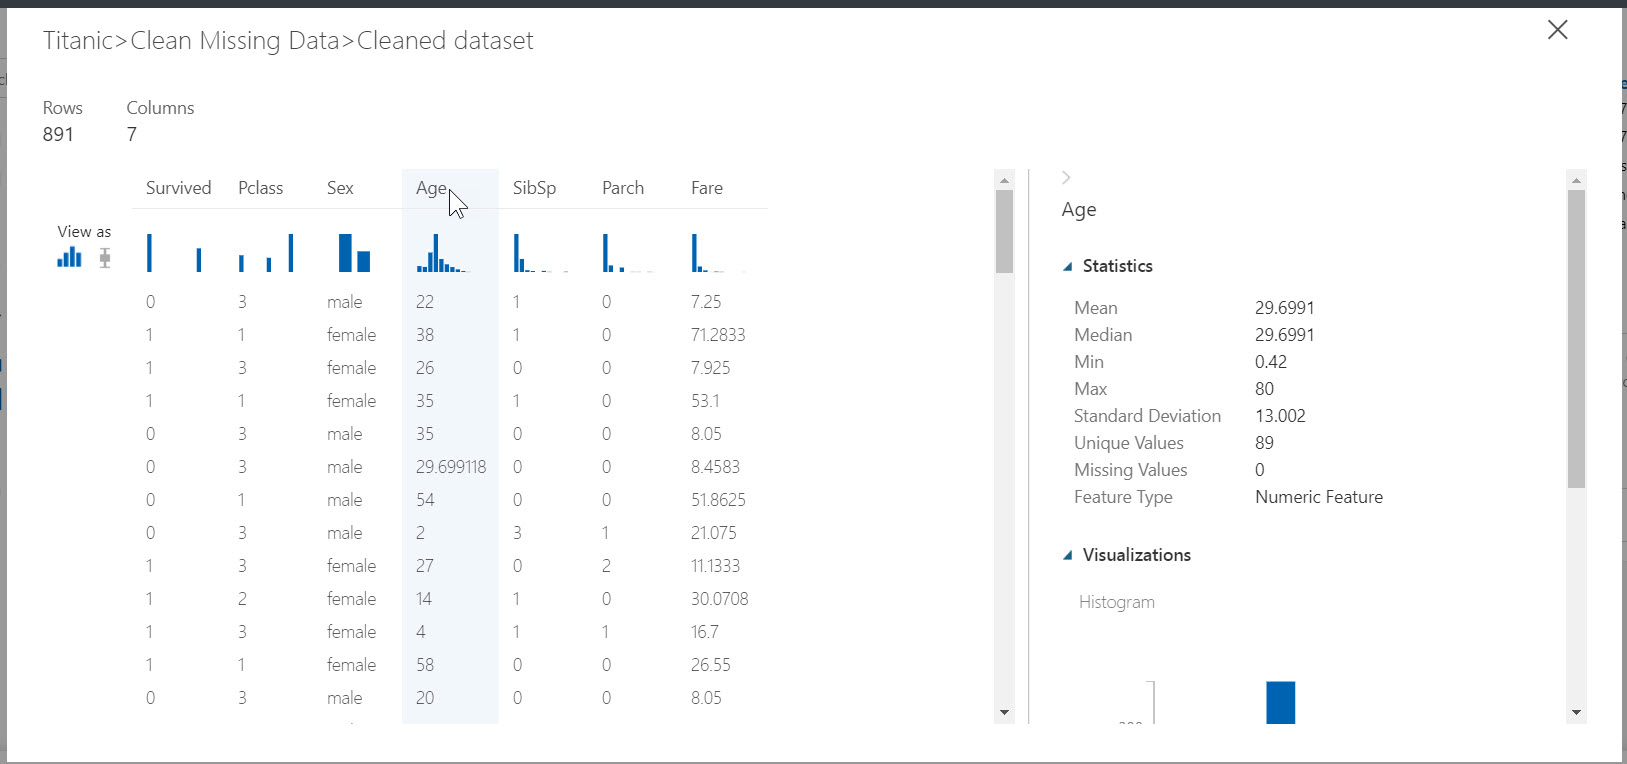 Titanic>Clean Missing Data>Cleaned dataset
Rows Columns
891 7
Survived Pclass Sex Age SibSp Parch Fare
View as
0 3 male 22 1 0 7.25
1 1 female 38 1 0 71.2833
1 3 female 26 0 0 7.925
1 1 female 35 1 0 53.1
0 3 male 35 0 0 8.05
0 3 male 29.699118 0 0 8.4583
0 1 male 54 0 0 51.8625
0 3 male 2 3 1 21.075
1 3 female 27 0 2 11.1333
1 2 female 14 1 0 30.0708
1 3 female 4 1 1 16.7
1 1 female 58 0 0 26.55
0 3 male 20 0 0 8.05
Age
Statistics
Mean 29.6991
Median 29.6991
Min 0.42
Max 80
Standard Deviation 13.002
Unique Values 89
Missing Values 0
Feature Type Numeric Feature
Visualizations
Histogram